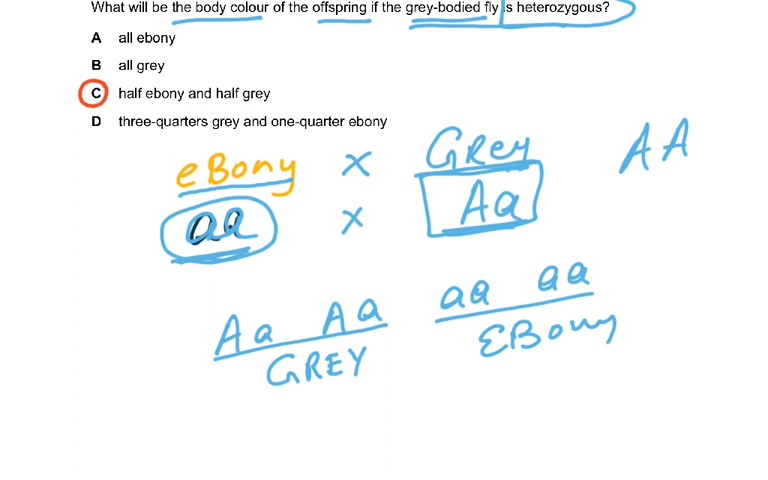 What will be the body colour of the offspring if the grey-bodied fly is heterozygous?
A all ebony
B all grey
C half ebony and half grey
D three-quarters grey and one-quarter ebony
eBony x GRey AA
aa x Aa
Aa Aa aa aa
GREY EBony